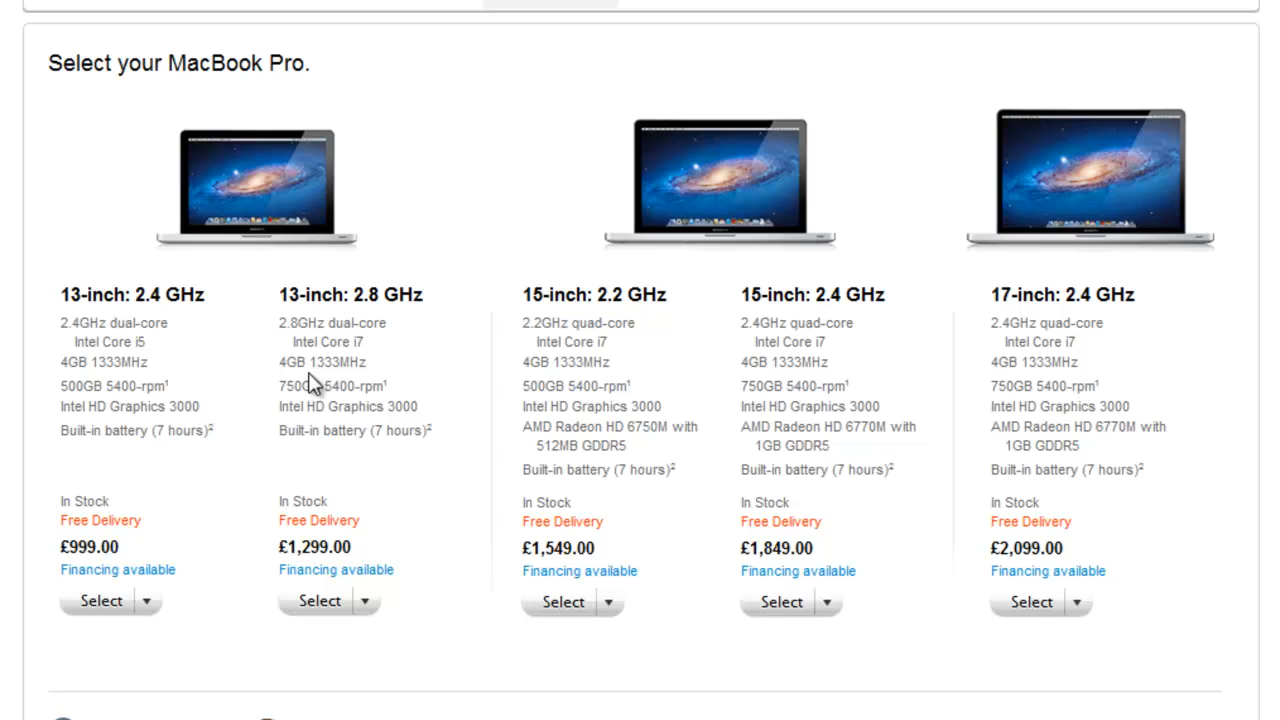 Select your MacBook Pro.
13-inch: 2.4 GHz
2.4GHz dual-core
Intel Core i5
4GB 1333MHz
500GB 5400-rpm¹
Intel HD Graphics 3000
Built-in battery (7 hours)²
In Stock
Free Delivery
£999.00
Financing available
Select
13-inch: 2.8 GHz
2.8GHz dual-core
Intel Core i7
4GB 1333MHz
750G 5400-rpm¹
Intel HD Graphics 3000
Built-in battery (7 hours)²
In Stock
Free Delivery
£1,299.00
Financing available
Select
15-inch: 2.2 GHz
2.2GHz quad-core
Intel Core i7
4GB 1333MHz
500GB 5400-rpm¹
Intel HD Graphics 3000
AMD Radeon HD 6750M with
512MB GDDR5
Built-in battery (7 hours)²
In Stock
Free Delivery
£1,549.00
Financing available
Select
15-inch: 2.4 GHz
2.4GHz quad-core
Intel Core i7
4GB 1333MHz
750GB 5400-rpm¹
Intel HD Graphics 3000
AMD Radeon HD 6770M with
1GB GDDR5
Built-in battery (7 hours)²
In Stock
Free Delivery
£1,849.00
Financing available
Select
17-inch: 2.4 GHz
2.4GHz quad-core
Intel Core i7
4GB 1333MHz
750GB 5400-rpm¹
Intel HD Graphics 3000
AMD Radeon HD 6770M with
1GB GDDR5
Built-in battery (7 hours)²
In Stock
Free Delivery
£2,099.00
Financing available
Select